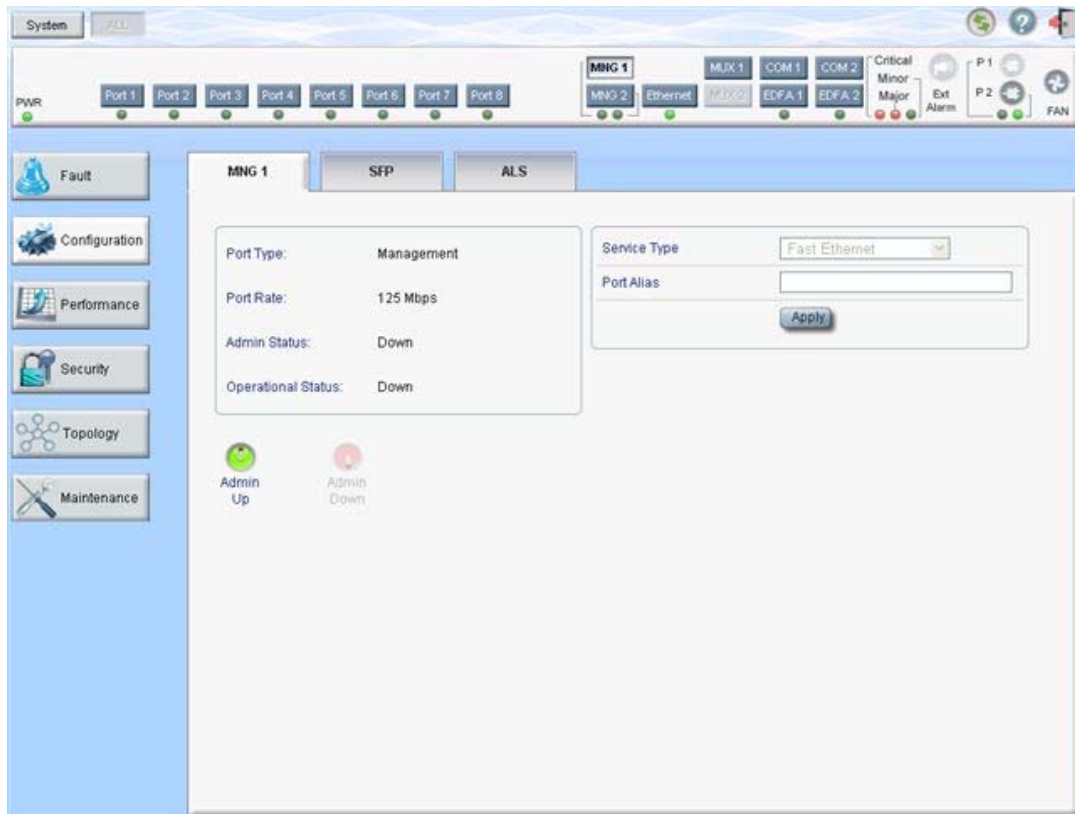 System ALL
MNG 1 MUX 1 COM 1 COM 2 Critical P 1
Minor
PWR Port 1 Port 2 Port 3 Port 4 Port 5 Port 6 Port 7 Port 8 MNG 2 Ethernet MUX 2 EDFA 1 EDFA 2 Major Ext Alarm P 2 FAN
Fault
Configuration
Performance
Security
Topology
Maintenance
MNG 1 SFP ALS
Port Type: Management
Port Rate: 125 Mbps
Admin Status: Down
Operational Status: Down
Service Type Fast Ethernet
Port Alias
Apply
Admin Up
Admin Down